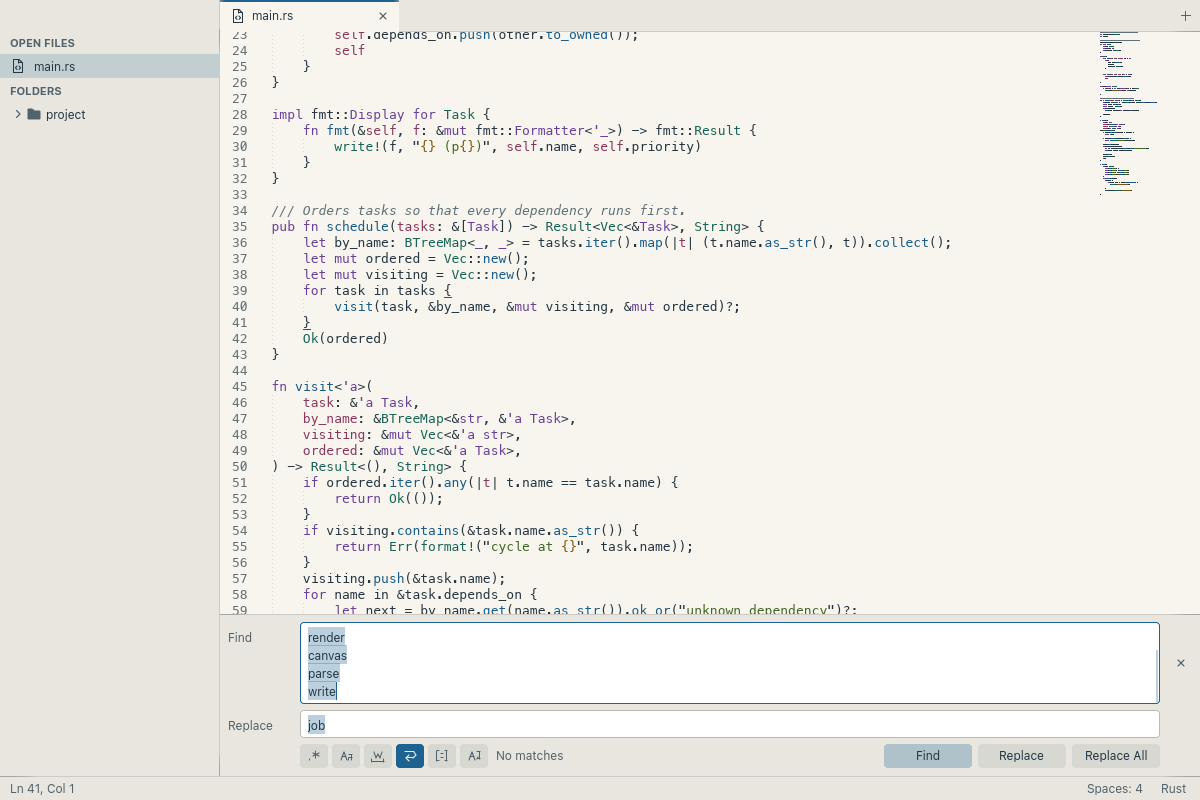 main.rs
OPEN FILES
main.rs
FOLDERS
project
23         self.depends_on.push(other.to_owned());
24         self
25     }
26 }
27
28 impl fmt::Display for Task {
29     fn fmt(&self, f: &mut fmt::Formatter<'_>) -> fmt::Result {
30         write!(f, "{} (p{})", self.name, self.priority)
31     }
32 }
33
34 /// Orders tasks so that every dependency runs first.
35 pub fn schedule(tasks: &[Task]) -> Result<Vec<&Task>, String> {
36     let by_name: BTreeMap<_, _> = tasks.iter().map(|t| (t.name.as_str(), t)).collect();
37     let mut ordered = Vec::new();
38     let mut visiting = Vec::new();
39     for task in tasks {
40         visit(task, &by_name, &mut visiting, &mut ordered)?;
41     }
42     Ok(ordered)
43 }
44
45 fn visit<'a>(
46     task: &'a Task,
47     by_name: &BTreeMap<&str, &'a Task>,
48     visiting: &mut Vec<&'a str>,
49     ordered: &mut Vec<&'a Task>,
50 ) -> Result<(), String> {
51     if ordered.iter().any(|t| t.name == task.name) {
52         return Ok(());
53     }
54     if visiting.contains(&task.name.as_str()) {
55         return Err(format!("cycle at {}", task.name));
56     }
57     visiting.push(&task.name);
58     for name in &task.depends_on {
59         let next = by_name.get(name.as_str()).ok_or("unknown dependency")?;
Find
render
canvas
parse
write
Replace
job
.*
Aa
W
[-]
AI
No matches
Find
Replace
Replace All
Ln 41, Col 1
Spaces: 4
Rust